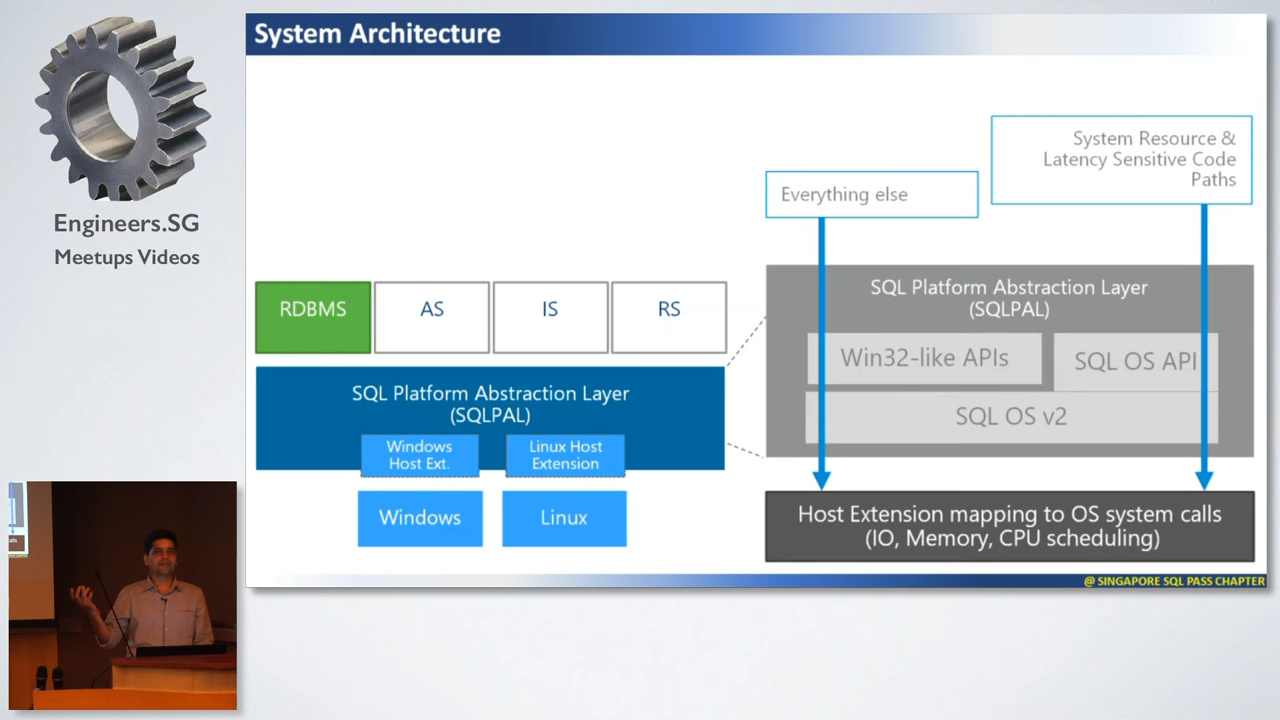 System Architecture
Engineers.SG
Meetups Videos
System Resource &
Latency Sensitive Code
Paths
Everything else
RDBMS
AS
IS
RS
SQL Platform Abstraction Layer
(SQLPAL)
Windows
Host Ext.
Linux Host
Extension
Windows
Linux
SQL Platform Abstraction Layer
(SQLPAL)
Win32-like APIs
SQL OS API
SQL OS v2
Host Extension mapping to OS system calls
(IO, Memory, CPU scheduling)
@ SINGAPORE SQL PASS CHAPTER